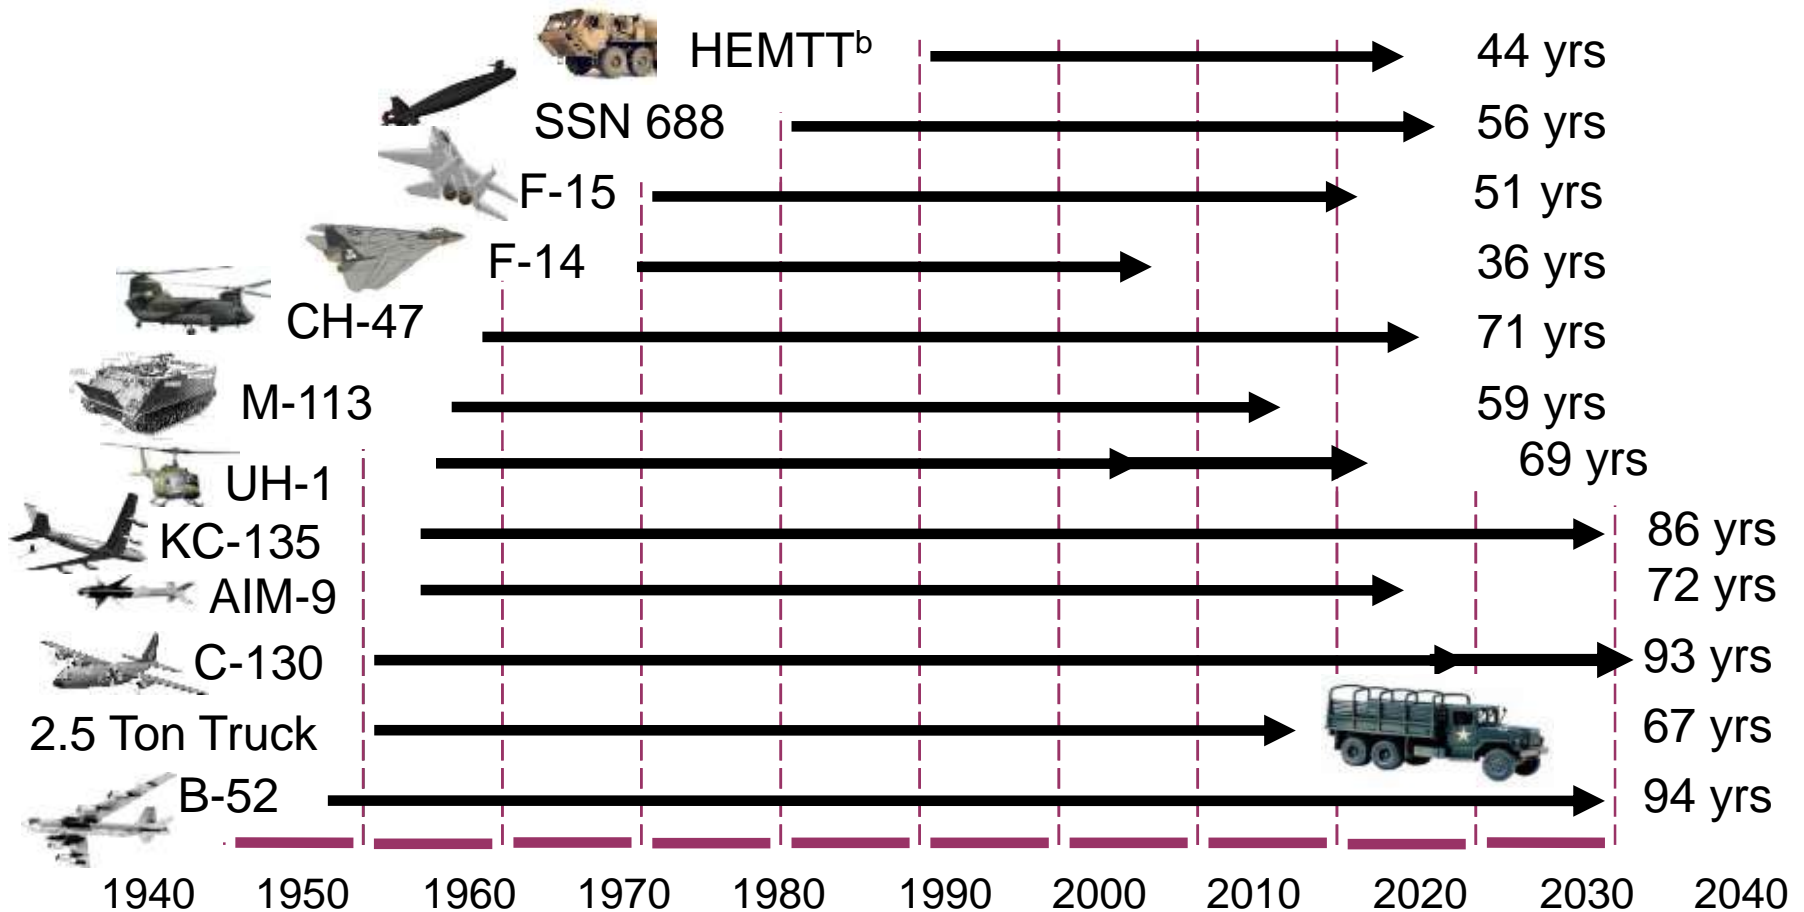 HEMTTᵇ 44 yrs
SSN 688 56 yrs
F-15 51 yrs
F-14 36 yrs
CH-47 71 yrs
M-113 59 yrs
UH-1 69 yrs
KC-135 86 yrs
AIM-9 72 yrs
C-130 93 yrs
2.5 Ton Truck 67 yrs
B-52 94 yrs
1940 1950 1960 1970 1980 1990 2000 2010 2020 2030 2040